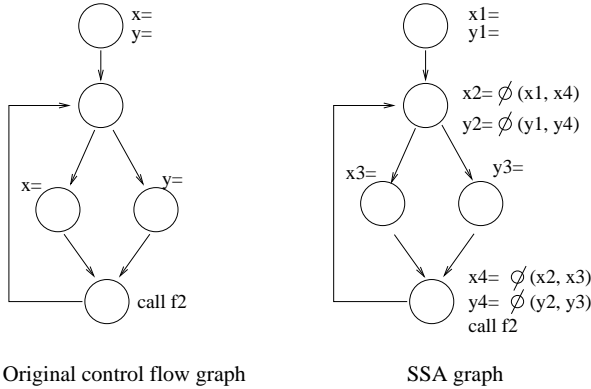 x=
y=
x=
y=
call f2
Original control flow graph
x1=
y1=
x2= ϕ (x1, x4)
y2= ϕ (y1, y4)
x3=
y3=
x4= ϕ (x2, x3)
y4= ϕ (y2, y3)
call f2
SSA graph